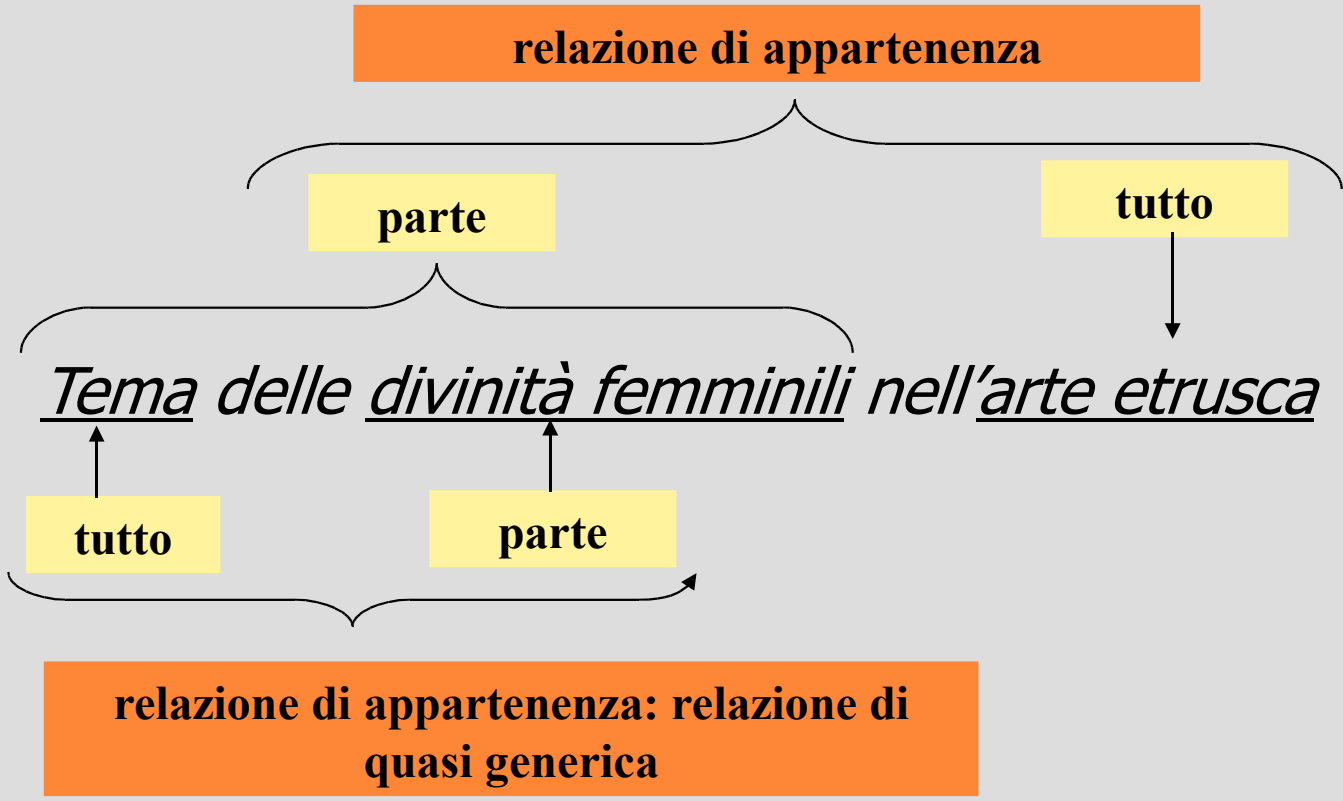 relazione di appartenenza
parte
tutto
Tema delle divinità femminili nell’arte etrusca
tutto
parte
relazione di appartenenza: relazione di
quasi generica